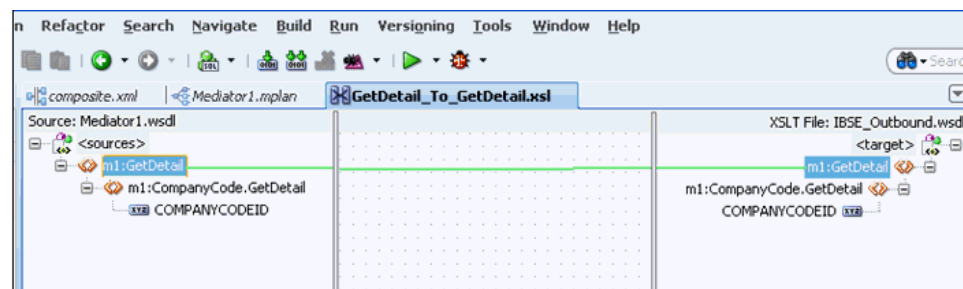 n Refactor Search Navigate Build Run Versioning Tools Window Help
Searc
composite.xml Mediator1.mplan GetDetail_To_GetDetail.xsl
Source: Mediator1.wsdl XSLT File: IBSE_Outbound.wsdl
<sources> <target>
m1:GetDetail m1:GetDetail
m1:CompanyCode.GetDetail m1:CompanyCode.GetDetail
COMPANYCODEID COMPANYCODEID